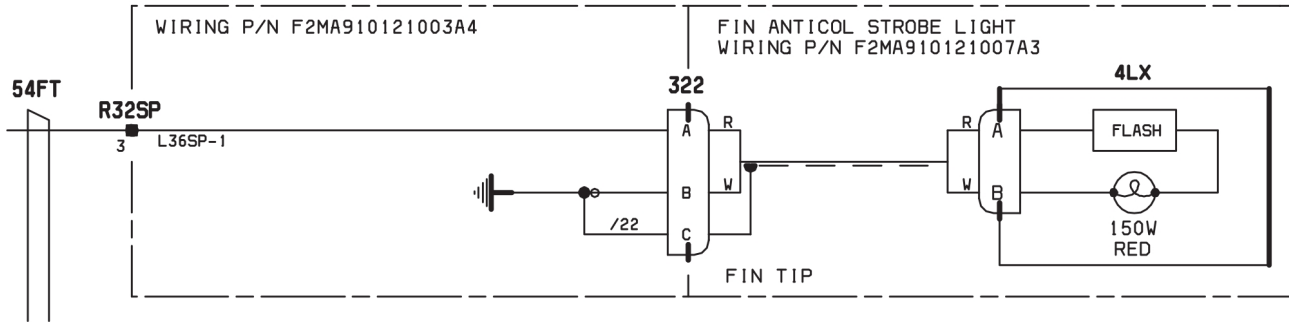 WIRING P/N F2MA910121003A4
FIN ANTICOL STROBE LIGHT
WIRING P/N F2MA910121007A3
54FT
R32SP
3
L36SP-1
322
4LX
A
R
R
A
FLASH
B
W
W
B
/22
C
150W
RED
FIN TIP